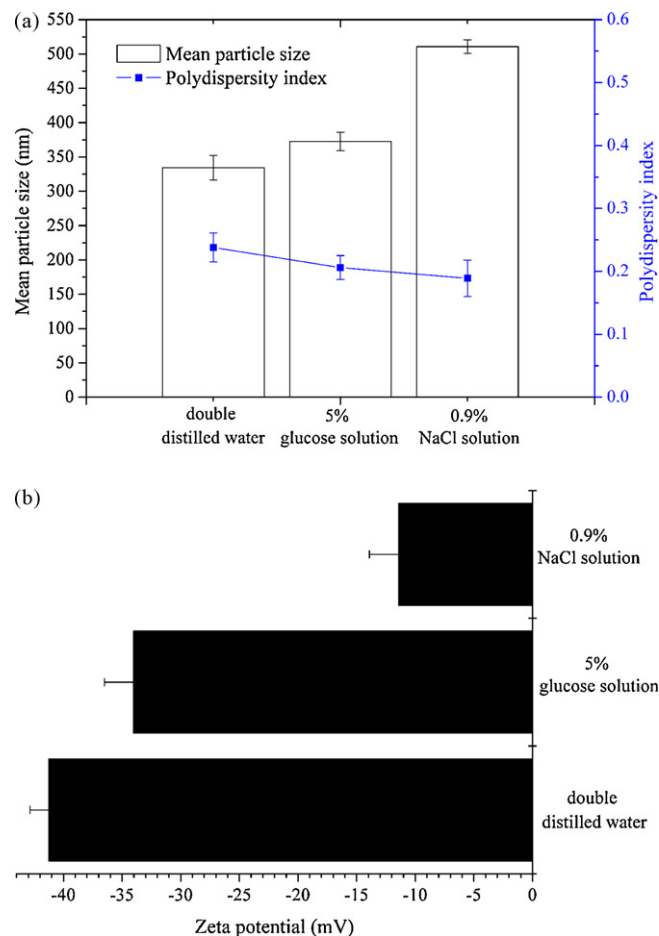 (a)
550
500
450
400
350
300
250
200
150
100
50
0
Mean particle size (nm)
Mean particle size
Polydispersity index
0.6
0.5
0.4
0.3
0.2
0.1
0.0
Polydispersity index
double
distilled water
5%
glucose solution
0.9%
NaCl solution
(b)
0.9%
NaCl solution
5%
glucose solution
double
distilled water
-40 -35 -30 -25 -20 -15 -10 -5 0
Zeta potential (mV)